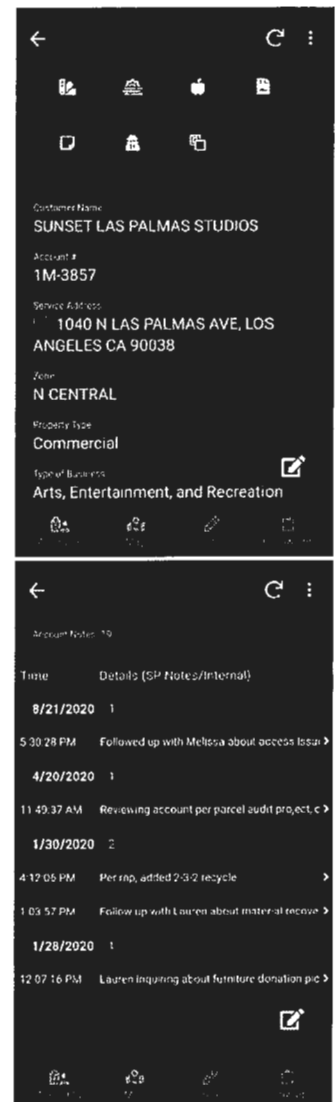 Customer Name
SUNSET LAS PALMAS STUDIOS
Account #
1M-3857
Service Address
1040 N LAS PALMAS AVE, LOS
ANGELES CA 90038
Zone
N CENTRAL
Property Type
Commercial
Type of Business
Arts, Entertainment, and Recreation
Account Notes 19
Time Details (SP Notes/Internal)
8/21/2020 1
5:30:28 PM Followed up with Melissa about access Issu
4/20/2020 1
11:49:37 AM Reviewing account per parcel audit project, c
1/30/2020 2
4:12:06 PM Per rnp, added 2-3-2 recycle
1:03:57 PM Follow up with Lauren about material recove
1/28/2020 1
12:07:16 PM Lauren inquiring about furniture donation pic